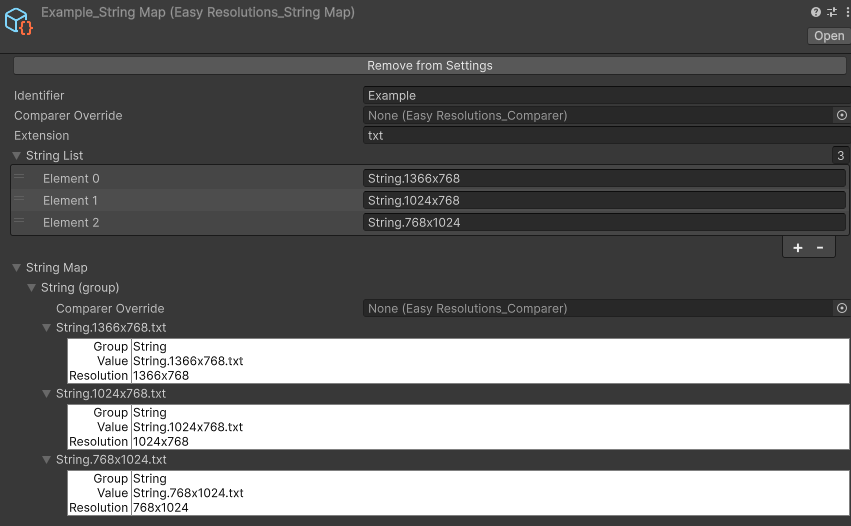 Example_String Map (Easy Resolutions_String Map)
Open
Remove from Settings
Identifier Example
Comparer Override None (Easy Resolutions_Comparer)
Extension txt
String List 3
Element 0 String.1366x768
Element 1 String.1024x768
Element 2 String.768x1024
+ -
String Map
String (group)
Comparer Override None (Easy Resolutions_Comparer)
String.1366x768.txt
Group String
Value String.1366x768.txt
Resolution 1366x768
String.1024x768.txt
Group String
Value String.1024x768.txt
Resolution 1024x768
String.768x1024.txt
Group String
Value String.768x1024.txt
Resolution 768x1024